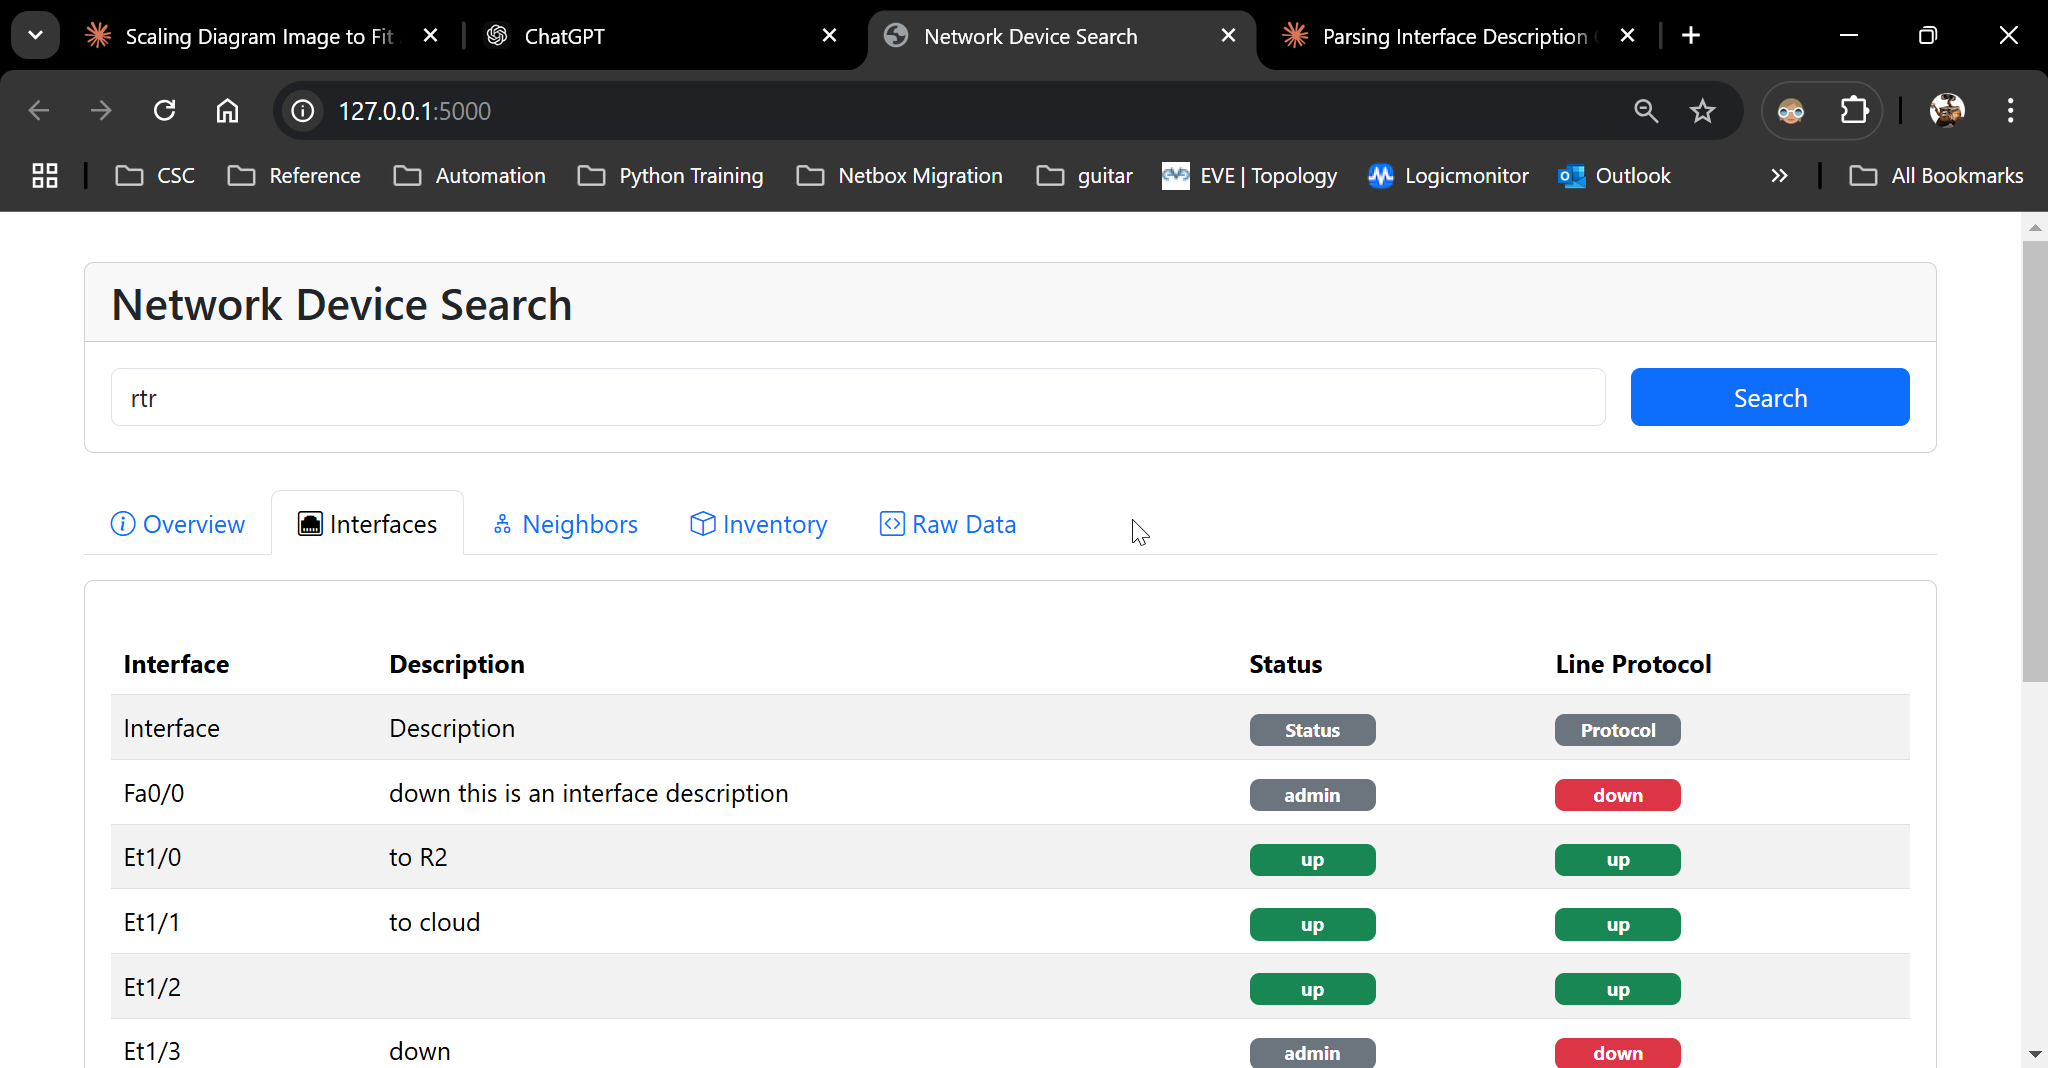 Scaling Diagram Image to Fit
ChatGPT
Network Device Search
Parsing Interface Description
127.0.0.1:5000
CSC
Reference
Automation
Python Training
Netbox Migration
guitar
EVE | Topology
Logicmonitor
Outlook
»
All Bookmarks
Network Device Search
rtr
Search
Overview
Interfaces
Neighbors
Inventory
Raw Data
Interface Description Status Line Protocol
Interface Description Status Protocol
Fa0/0 down this is an interface description admin down
Et1/0 to R2 up up
Et1/1 to cloud up up
Et1/2 up up
Et1/3 down admin down